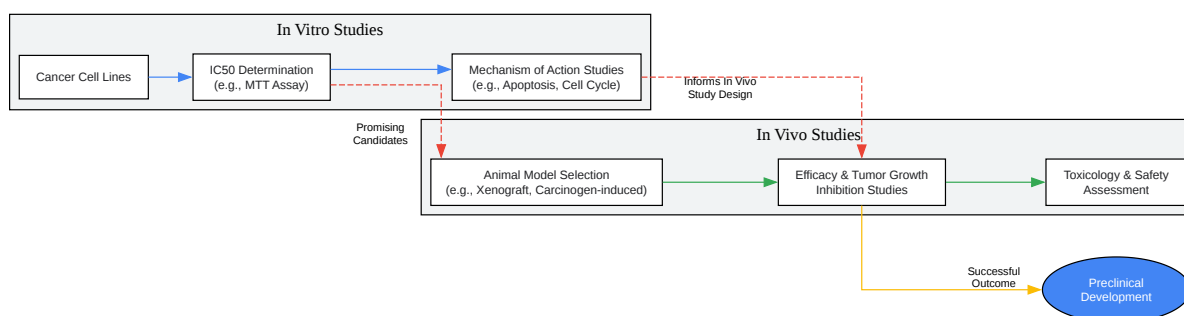 In Vitro Studies
Cancer Cell Lines
IC50 Determination
(e.g., MTT Assay)
Mechanism of Action Studies
(e.g., Apoptosis, Cell Cycle)
Informs In Vivo
Study Design
Promising
Candidates
In Vivo Studies
Animal Model Selection
(e.g., Xenograft, Carcinogen-induced)
Efficacy & Tumor Growth
Inhibition Studies
Toxicology & Safety
Assessment
Successful
Outcome
Preclinical
Development